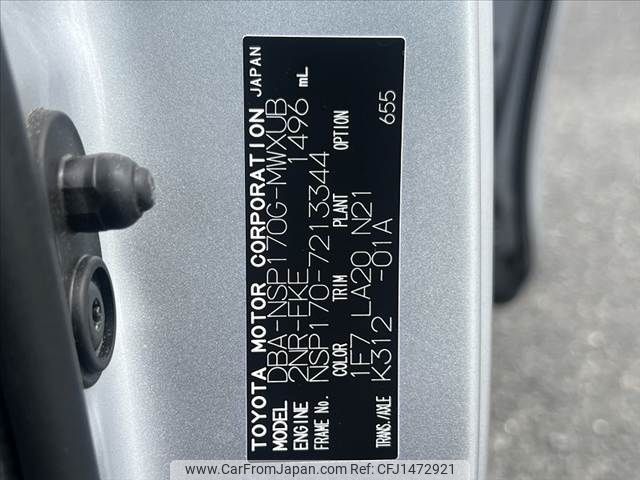 TOYOTA MOTOR CORPORATION JAPAN
MODEL DBA-NSP170G-MWXUB
ENGINE 2NR-FKE 1496 mL
FRAME No. NSP170-7213344
COLOR TRIM PLANT OPTION
1F7 LA20 N21 655
TRANS./AXLE K312 -01A
www.CarFromJapan.com CFJ1472921